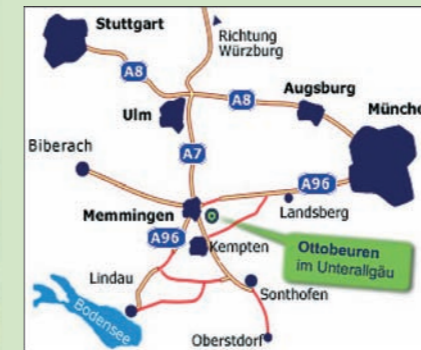 Stuttgart
Richtung
Würzburg
A8
Augsburg
A8
Ulm
Münche
Biberach
A7
A96
Memmingen
Landsberg
A96
Kempten
Ottobeuren
im Unterallgäu
Lindau
Sonthofen
Bodensee
Oberstdorf